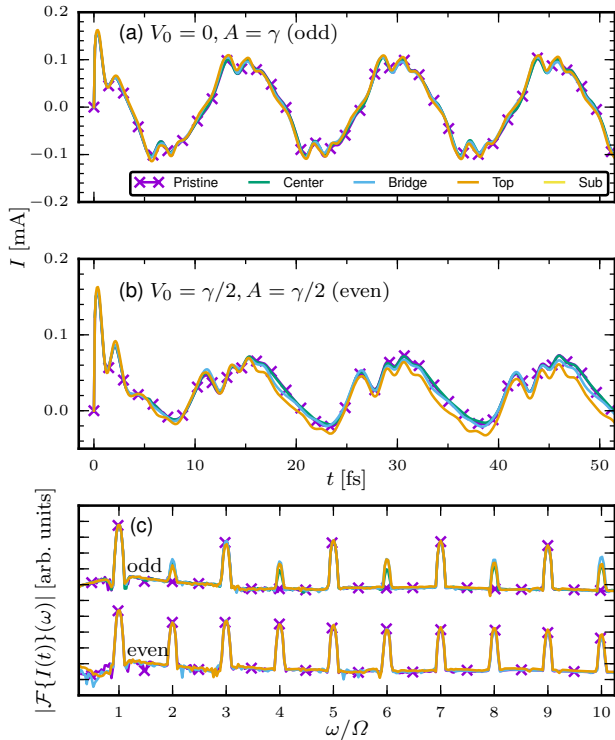 0.2
0.1
0.0
−0.1
−0.2
(a) V₀ = 0, A = γ (odd)
Pristine Center Bridge Top Sub
I [mA]
0.2
0.1
0.0
(b) V₀ = γ/2, A = γ/2 (even)
0 10 20 30 40 50
t [fs]
|ℱ{I(t)}(ω)| [arb. units]
(c)
odd
even
1 2 3 4 5 6 7 8 9 10
ω/Ω